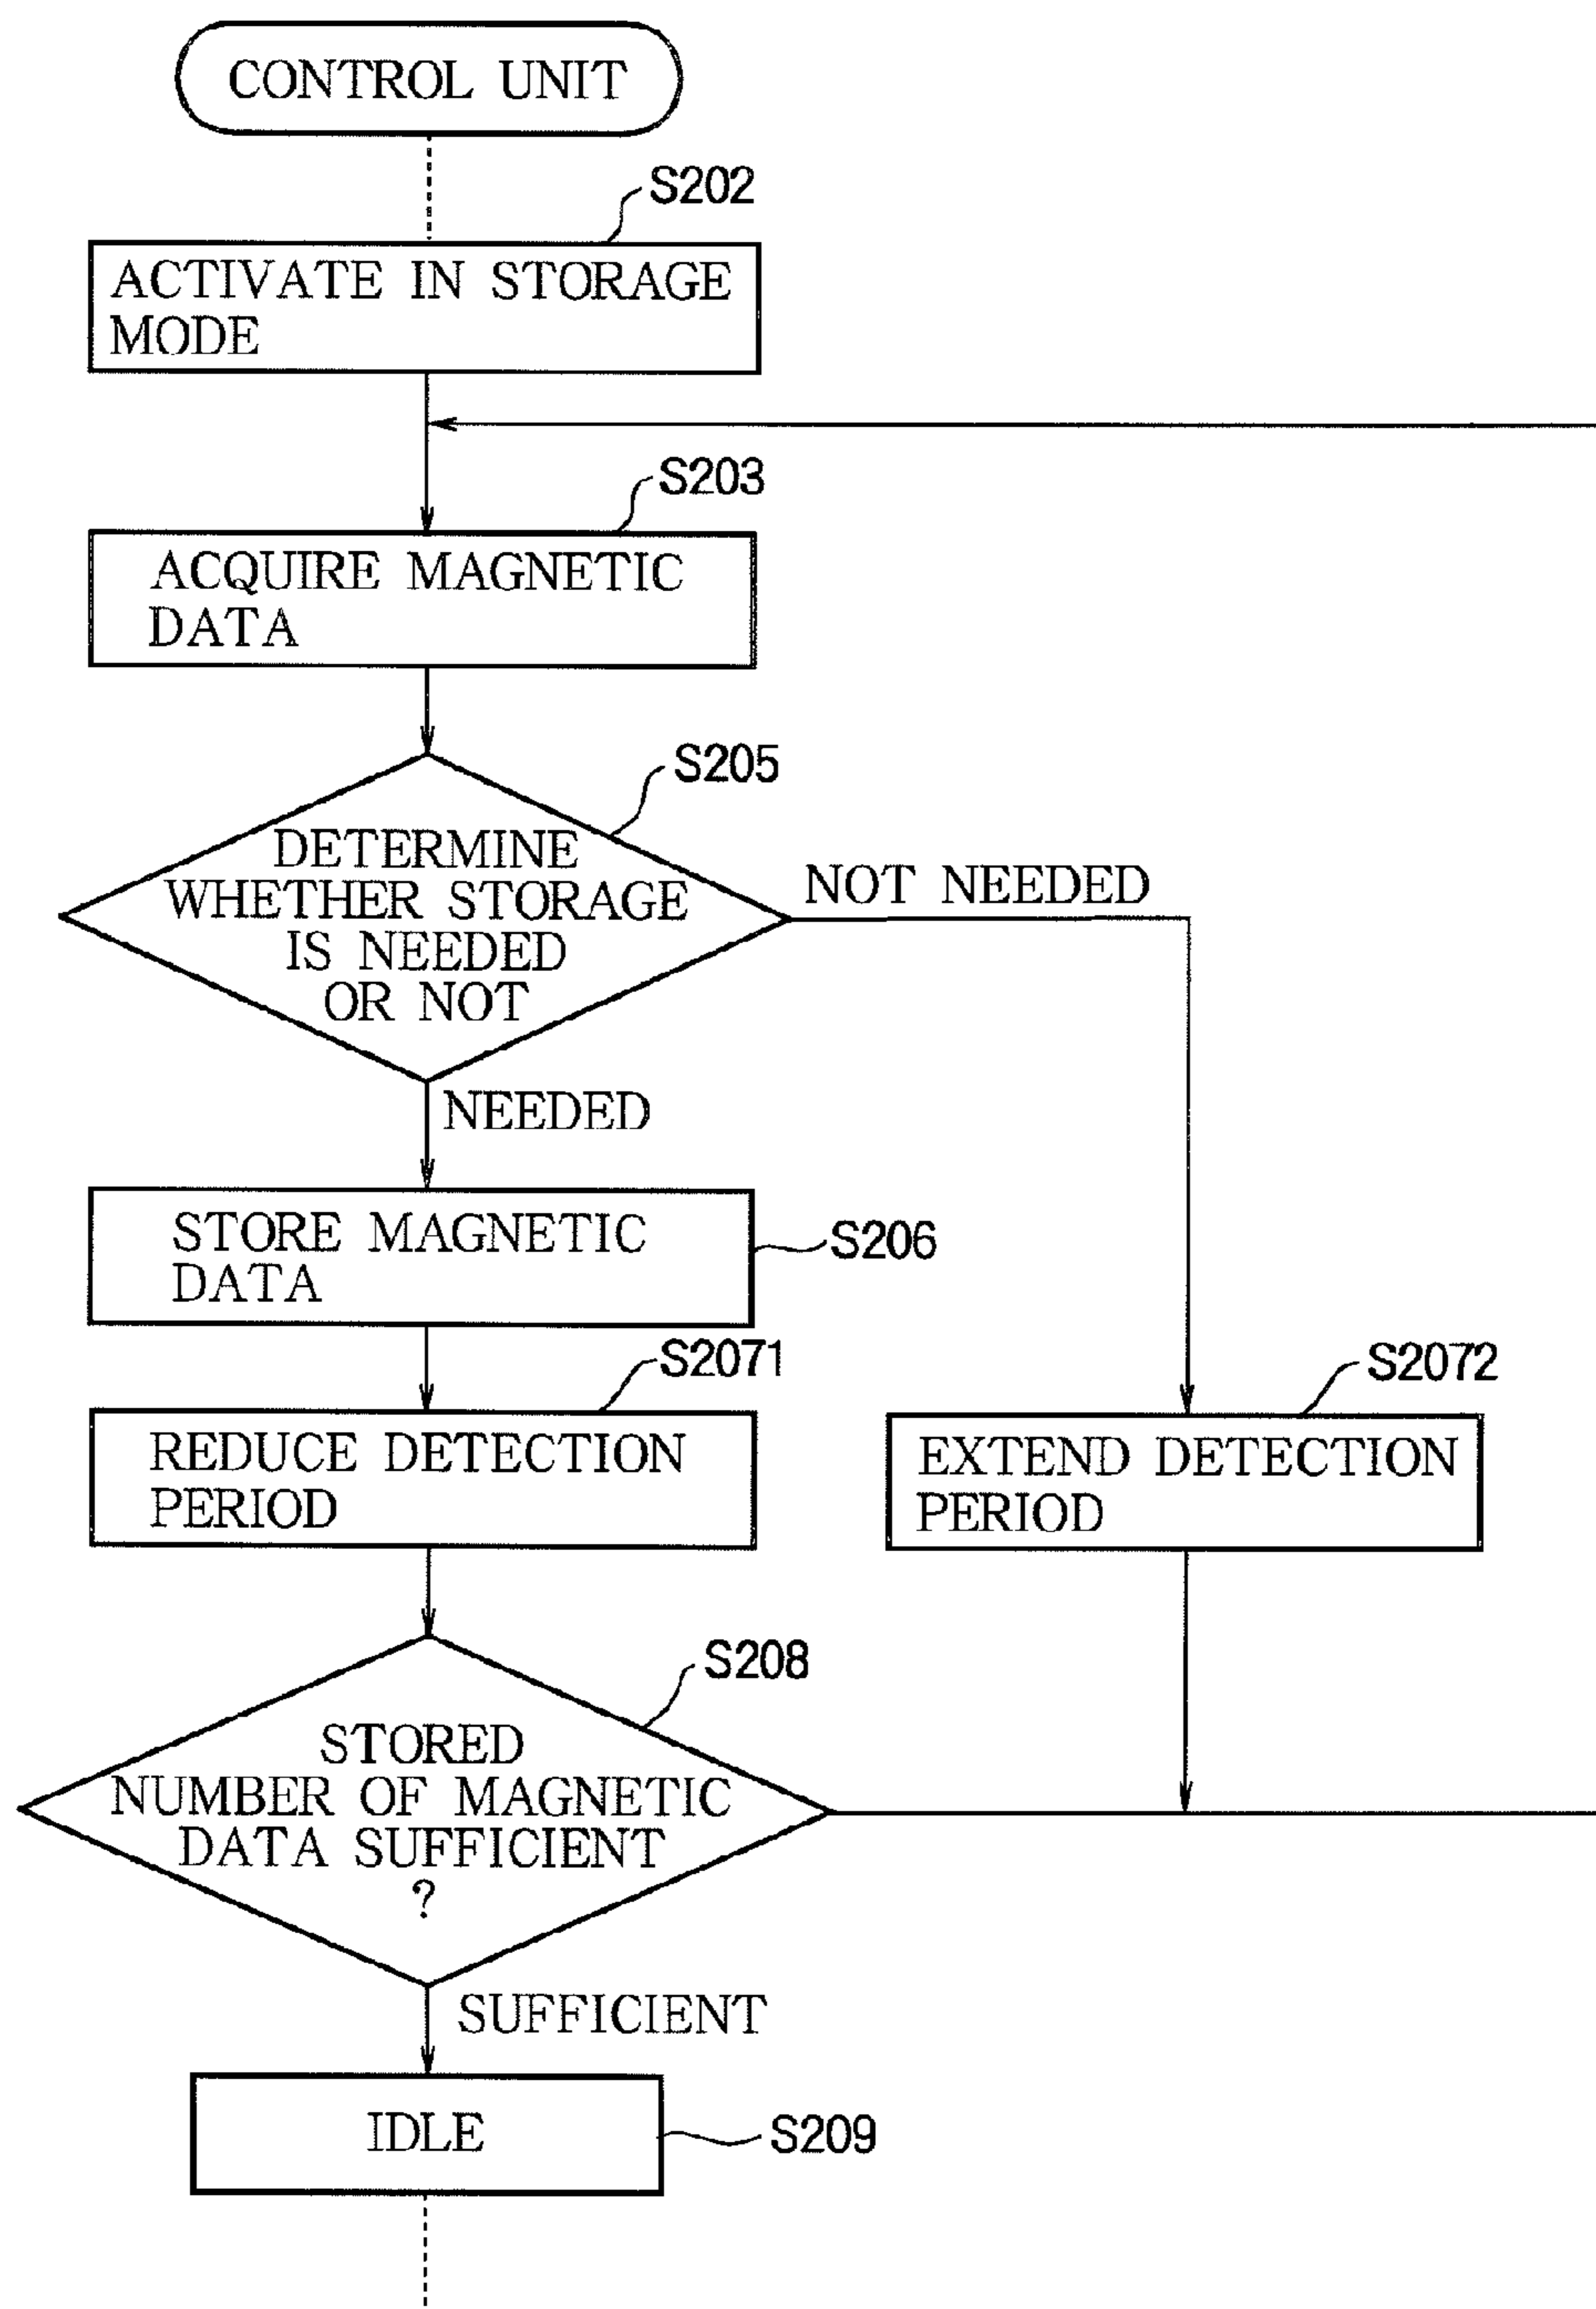 CONTROL UNIT
S202
ACTIVATE IN STORAGE
MODE
S203
ACQUIRE MAGNETIC
DATA
S205
DETERMINE
WHETHER STORAGE
IS NEEDED
OR NOT
NOT NEEDED
NEEDED
STORE MAGNETIC
DATA
S206
S2071
REDUCE DETECTION
PERIOD
S2072
EXTEND DETECTION
PERIOD
S208
STORED
NUMBER OF MAGNETIC
DATA SUFFICIENT
?
SUFFICIENT
IDLE
S209